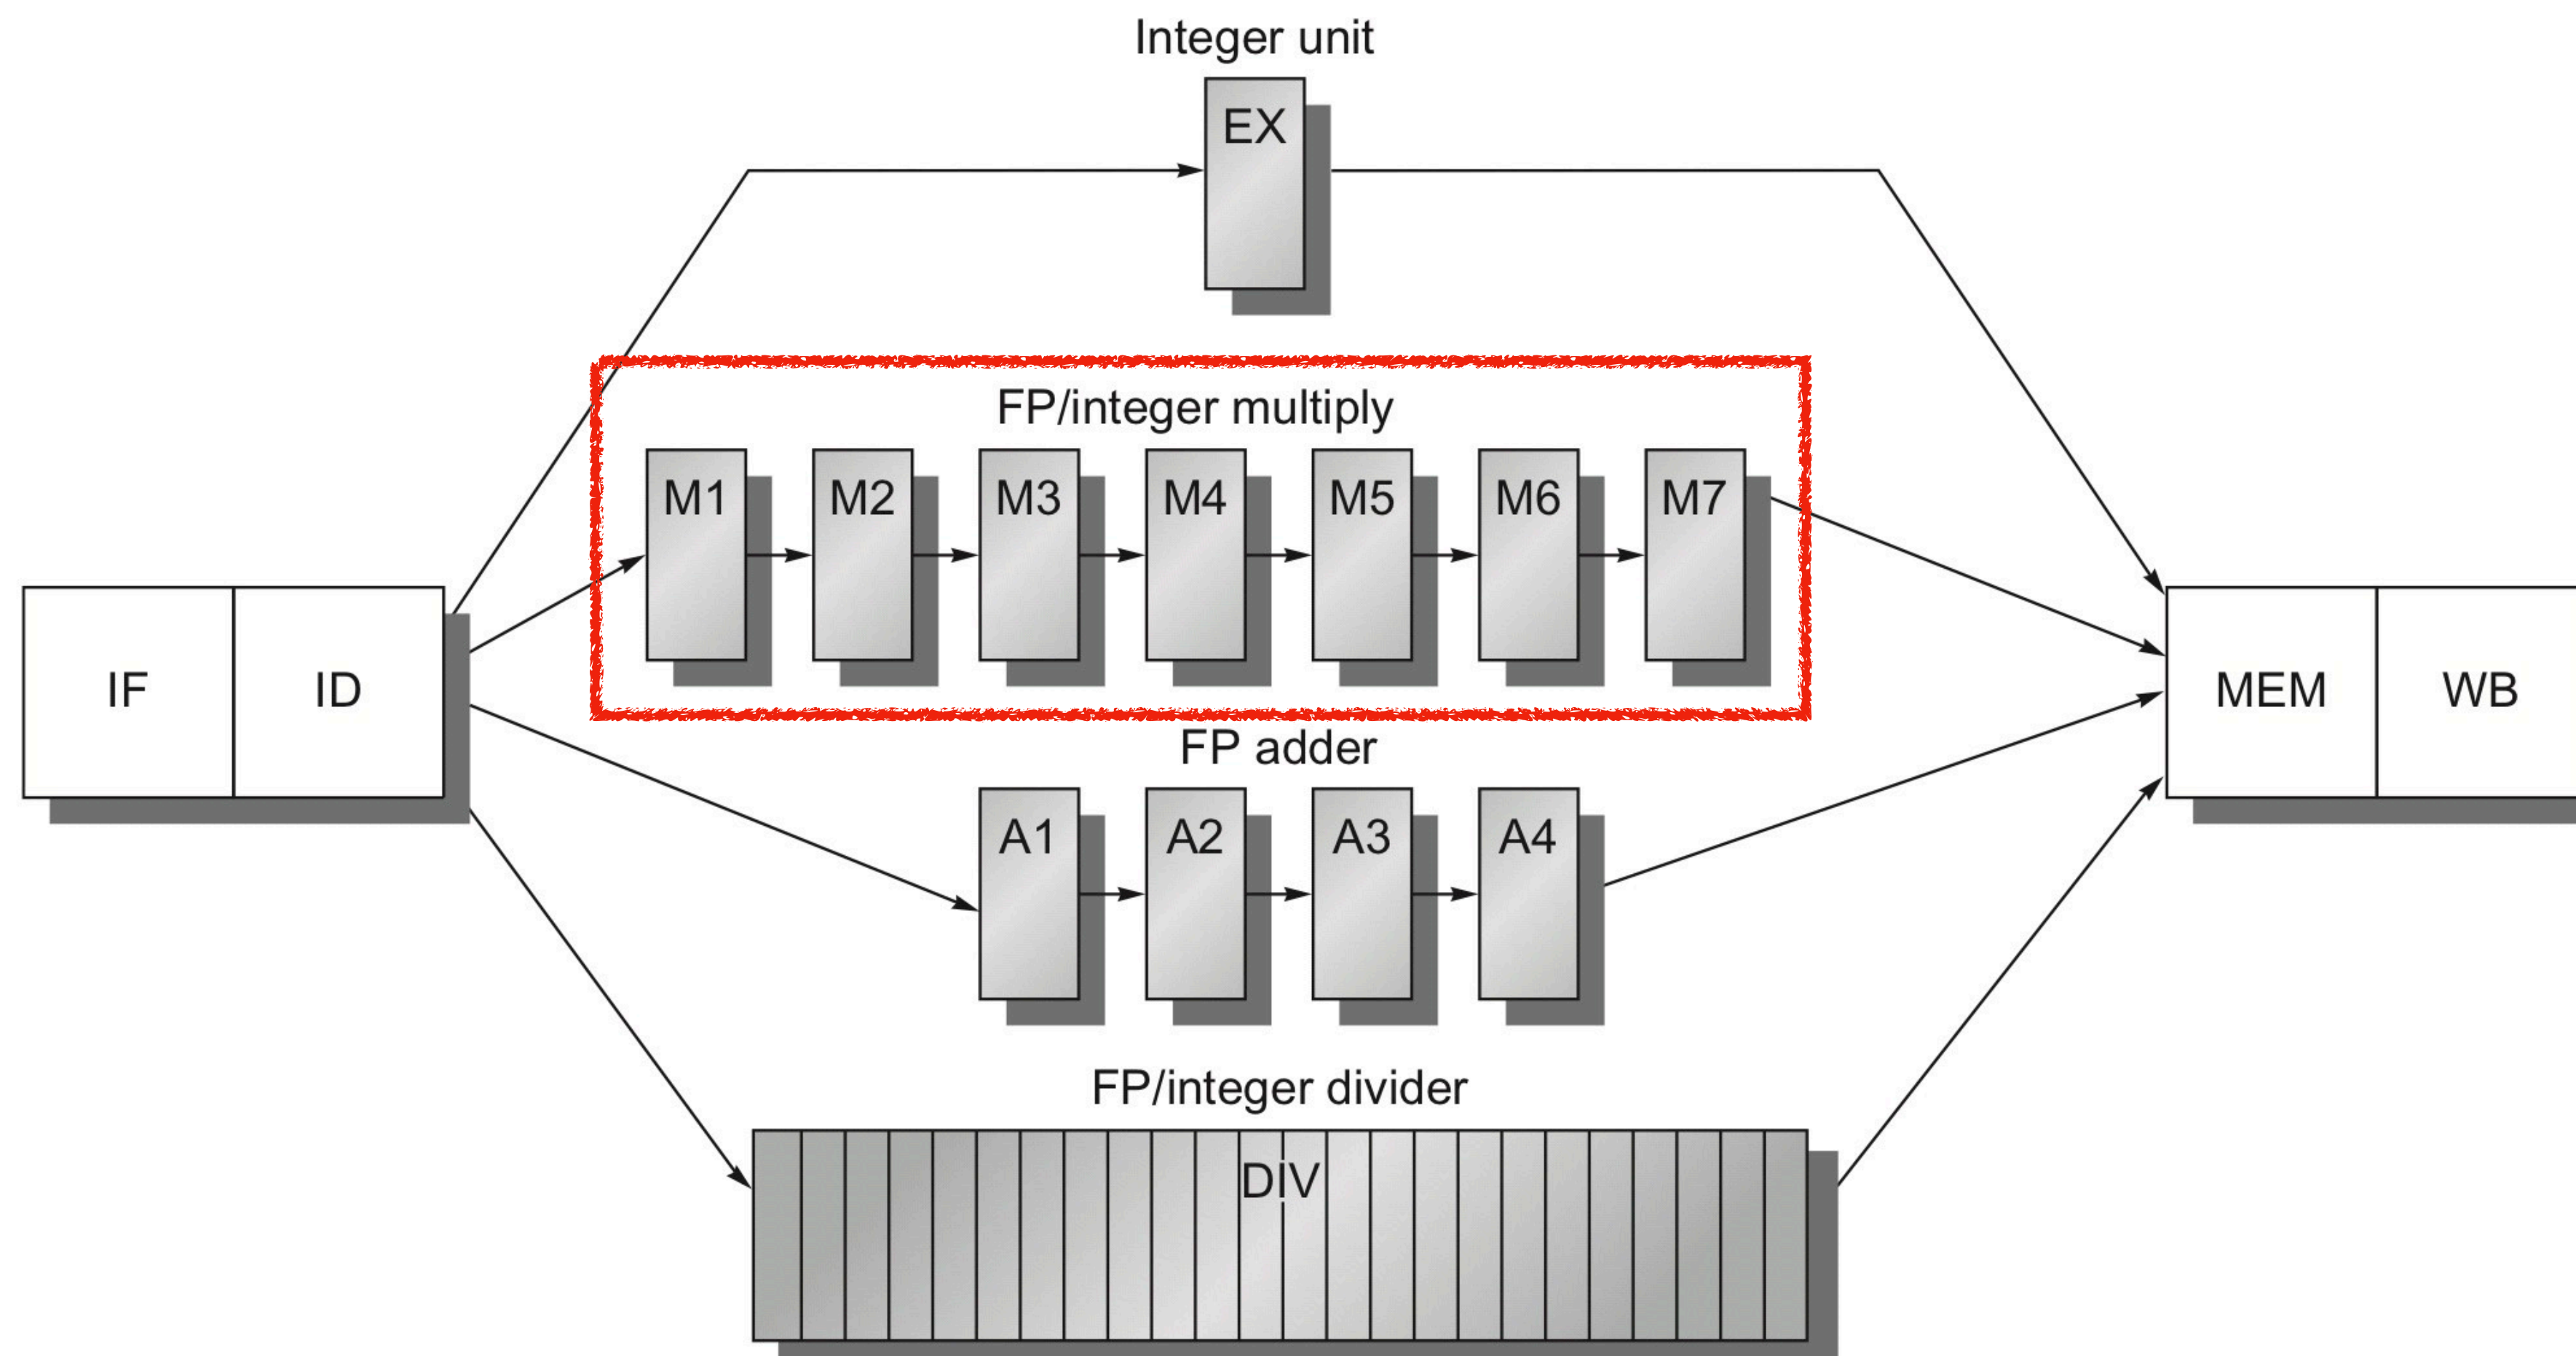 Integer unit
EX
FP/integer multiply
M1 M2 M3 M4 M5 M6 M7
IF ID MEM WB
FP adder
A1 A2 A3 A4
FP/integer divider
DIV